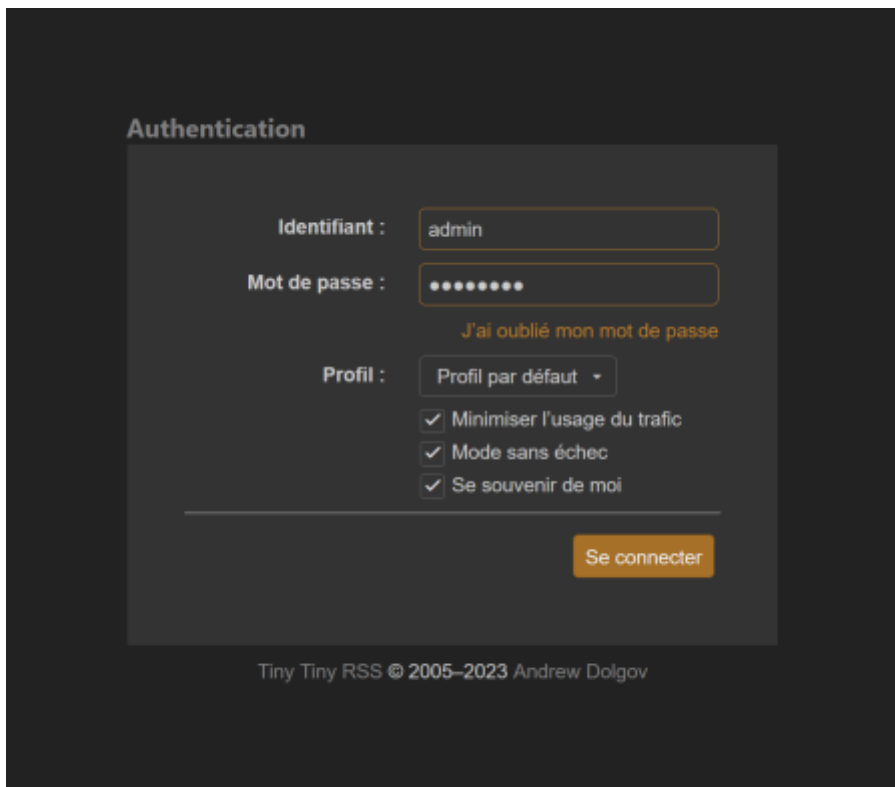 Authentication
Identifiant :
admin
Mot de passe :
••••••••
J'ai oublié mon mot de passe
Profil :
Profil par défaut
Minimiser l'usage du trafic
Mode sans échec
Se souvenir de moi
Se connecter
Tiny Tiny RSS © 2005–2023 Andrew Dolgov